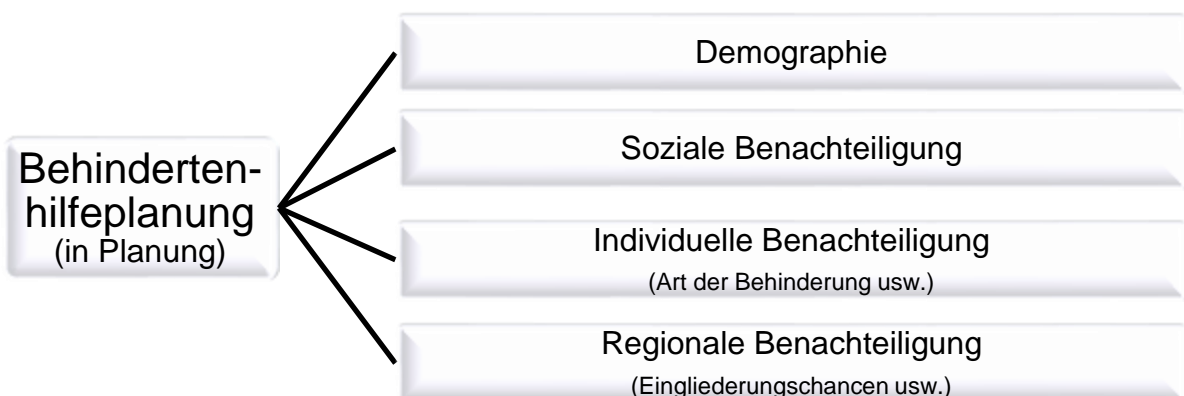 Behinderten-
hilfeplanung
(in Planung)
Demographie
Soziale Benachteiligung
Individuelle Benachteiligung
(Art der Behinderung usw.)
Regionale Benachteiligung
(Eingliederungschancen usw.)